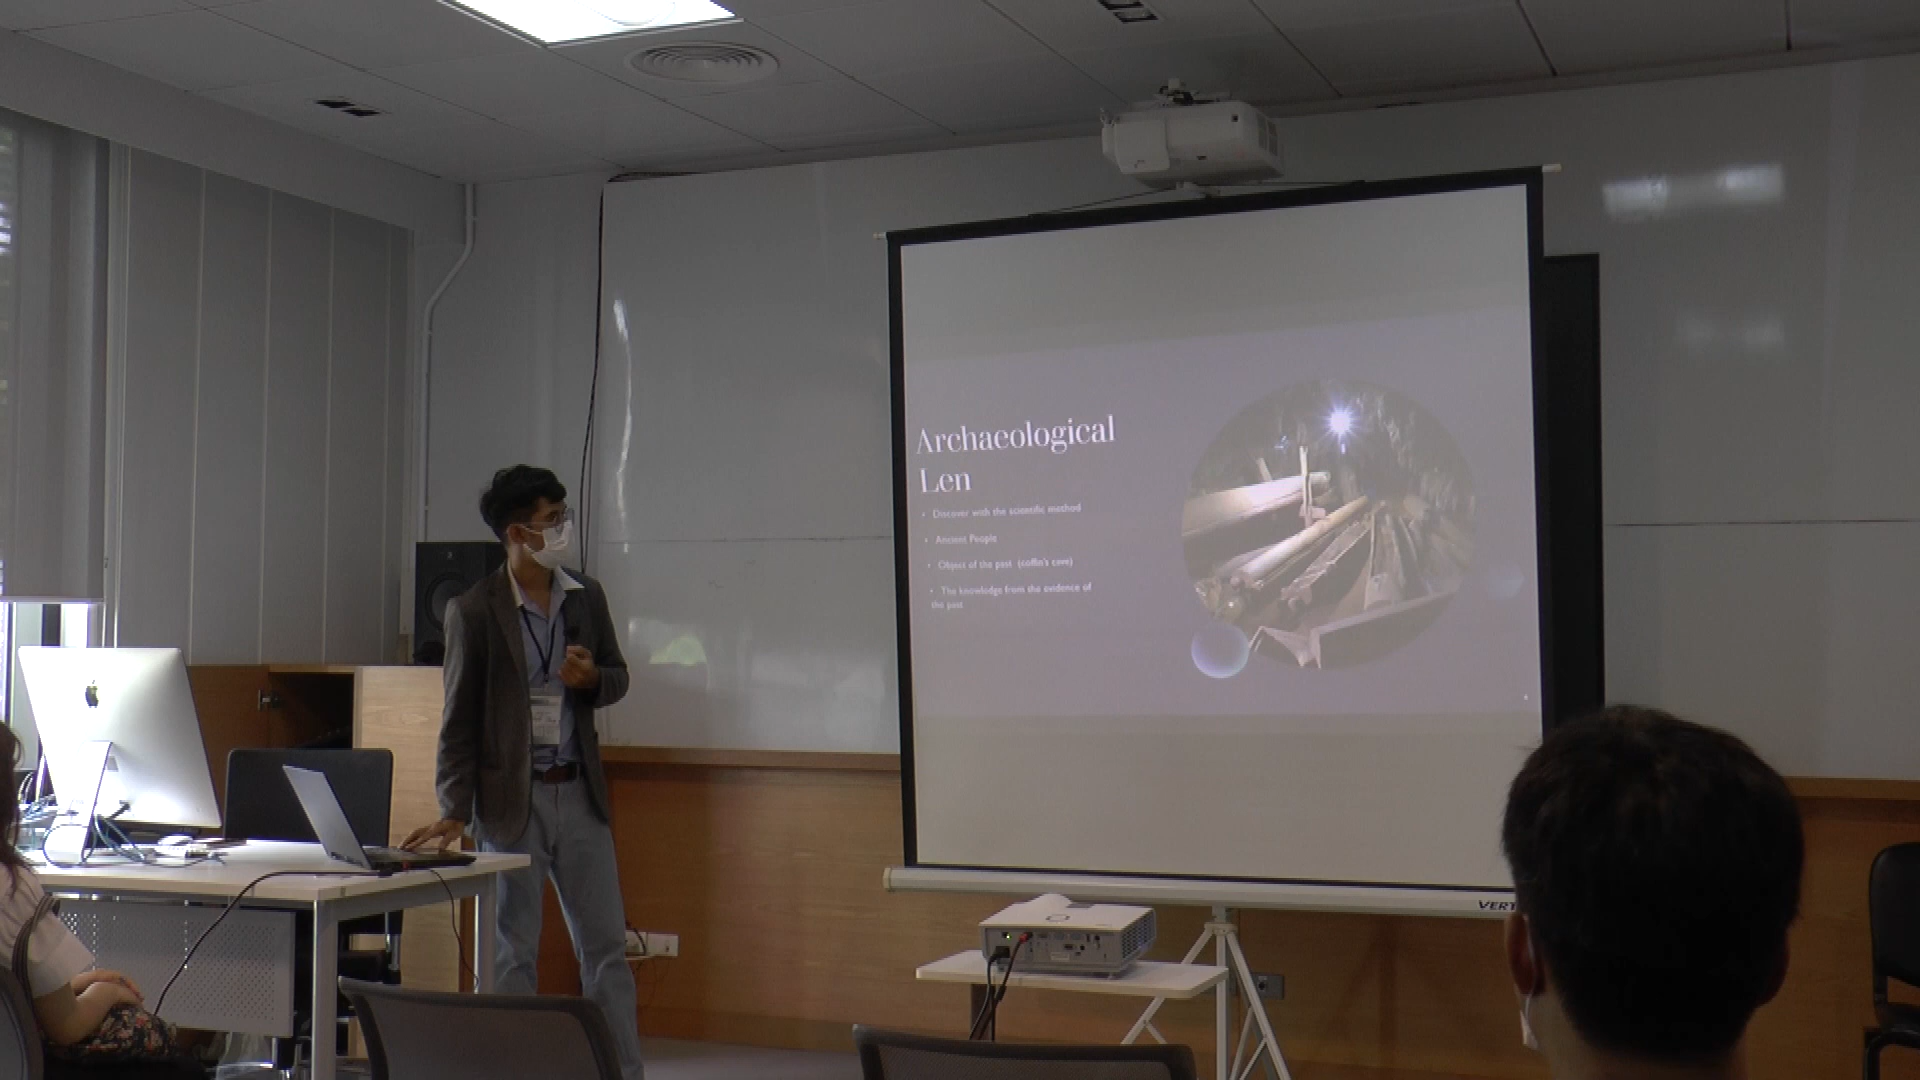 Archaeological
Len
• Discover with the scientific method
• Ancient People
• Object of the past (coffin's cave)
• The knowledge from the evidence of
the past
VERT